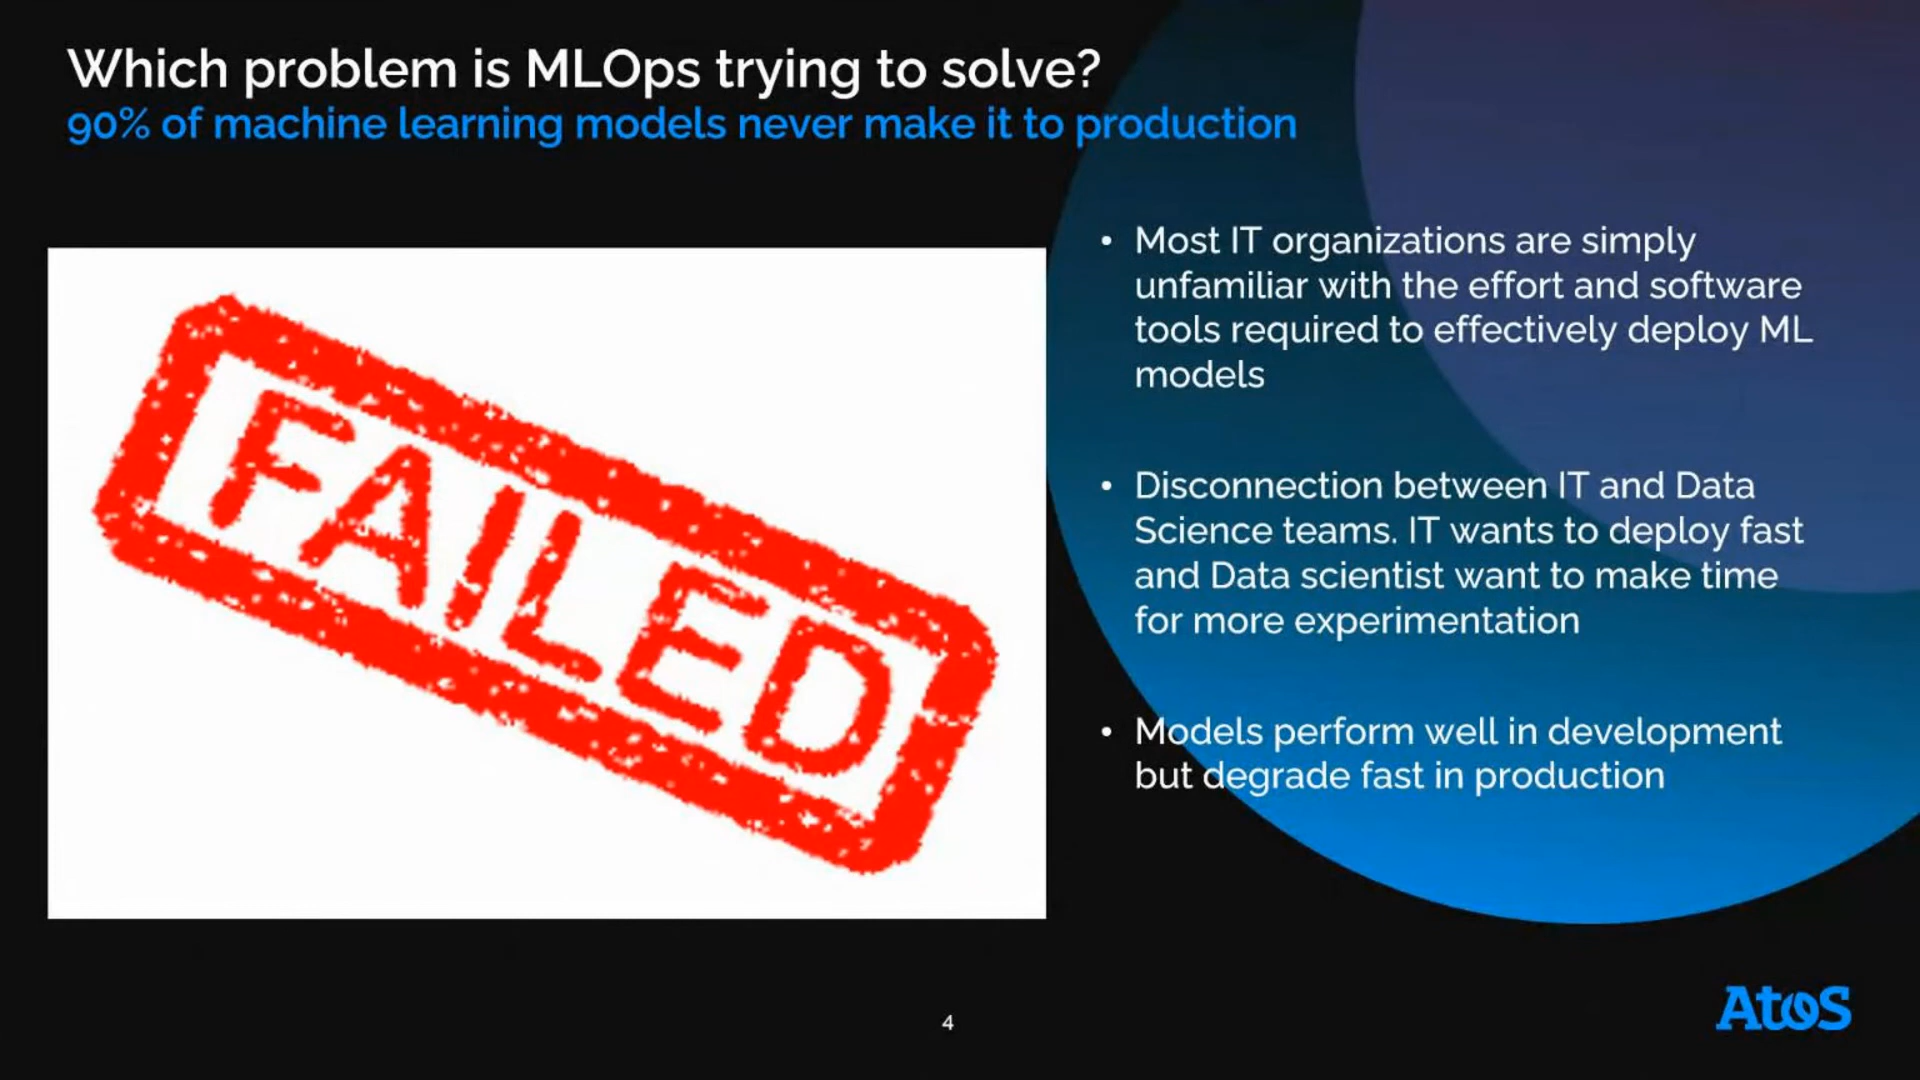 Which problem is MLOps trying to solve?
90% of machine learning models never make it to production
FAILED
• Most IT organizations are simply
unfamiliar with the effort and software
tools required to effectively deploy ML
models
• Disconnection between IT and Data
Science teams. IT wants to deploy fast
and Data scientist want to make time
for more experimentation
• Models perform well in development
but degrade fast in production
4
Atos